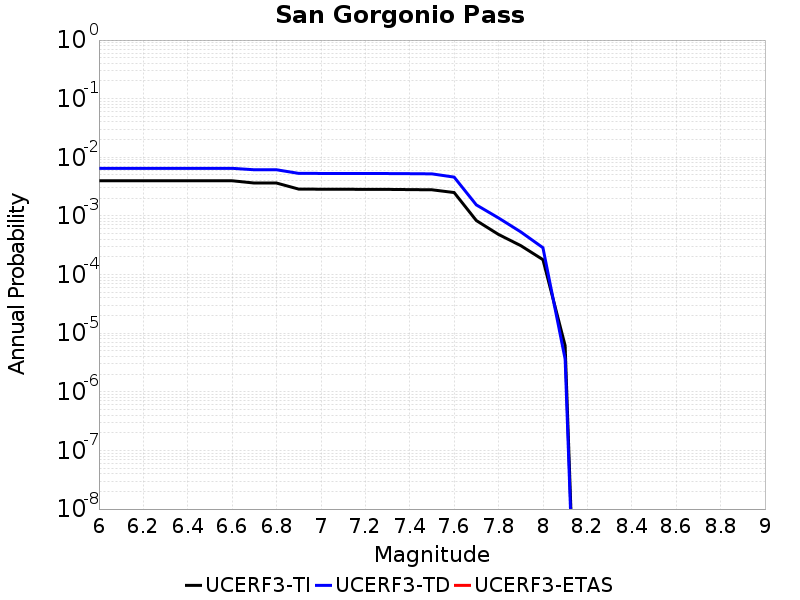 San Gorgonio Pass
Annual Probability
10^0
10^-1
10^-2
10^-3
10^-4
10^-5
10^-6
10^-7
10^-8
6 6.2 6.4 6.6 6.8 7 7.2 7.4 7.6 7.8 8 8.2 8.4 8.6 8.8 9
Magnitude
UCERF3-TI UCERF3-TD UCERF3-ETAS